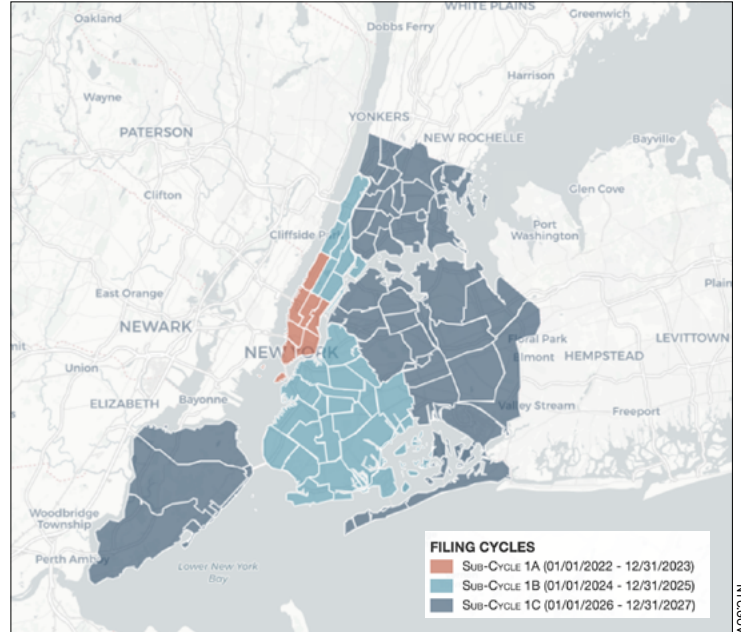 WHITE PLAINS
Oakland
Greenwich
Dobbs Ferry
Harrison
Wayne
YONKERS
PATERSON
NEW ROCHELLE
Bayville
Clifton
Glen Cove
Port
Washington
Cliffside P
Plain
East Orange
NEWARK
Floral Park
LEVITTOWN
NEW YORK
Elmont
HEMPSTEAD
Union
ELIZABETH
Bayonne
Valley Stream
Freeport
Woodbridge
Township
Perth Amboy
Lower New York
Bay
FILING CYCLES
SUB-CYCLE 1A (01/01/2022 - 12/31/2023)
SUB-CYCLE 1B (01/01/2024 - 12/31/2025)
SUB-CYCLE 1C (01/01/2026 - 12/31/2027)